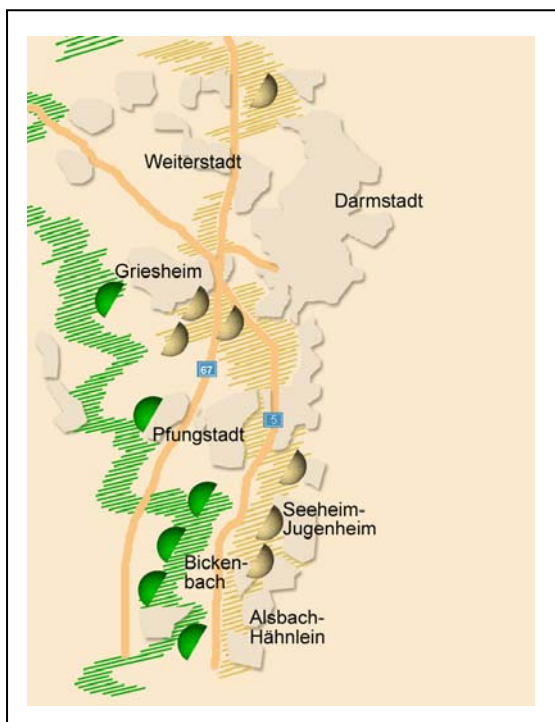 Weiterstadt
Darmstadt
Griesheim
67
Pfungstadt
5
Seeheim-
Jugenheim
Bicken-
bach
Alsbach-
Hähnlein